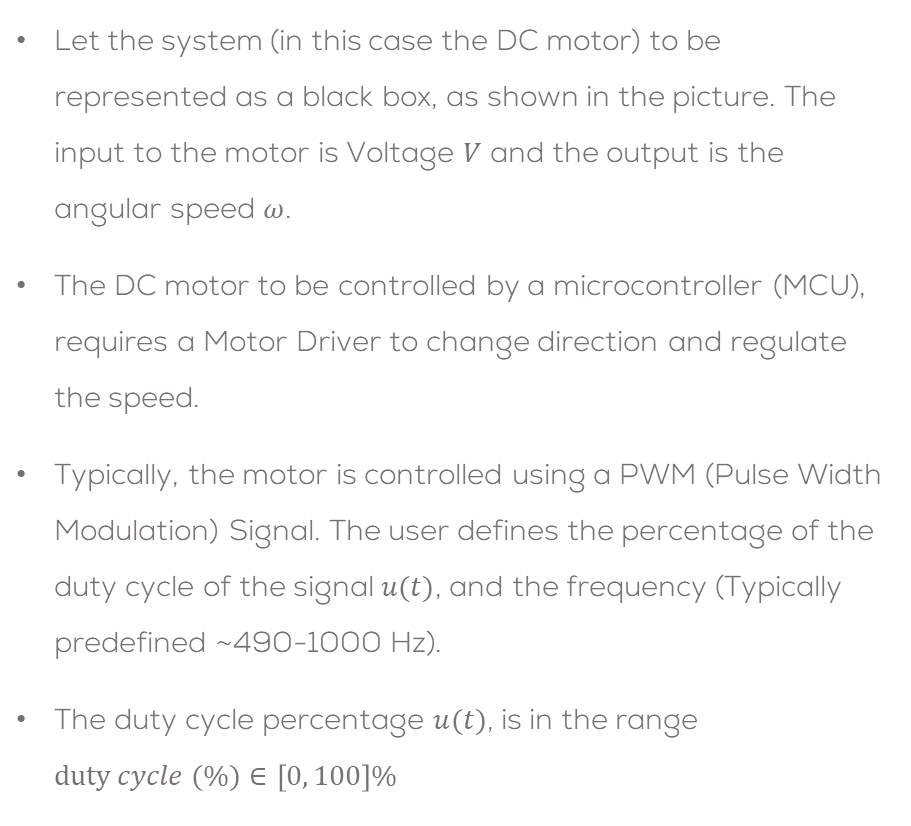 • Let the system (in this case the DC motor) to be
represented as a black box, as shown in the picture. The
input to the motor is Voltage V and the output is the
angular speed ω.
• The DC motor to be controlled by a microcontroller (MCU),
requires a Motor Driver to change direction and regulate
the speed.
• Typically, the motor is controlled using a PWM (Pulse Width
Modulation) Signal. The user defines the percentage of the
duty cycle of the signal u(t), and the frequency (Typically
predefined ~490-1000 Hz).
• The duty cycle percentage u(t), is in the range
duty cycle (%) ∈ [0, 100]%